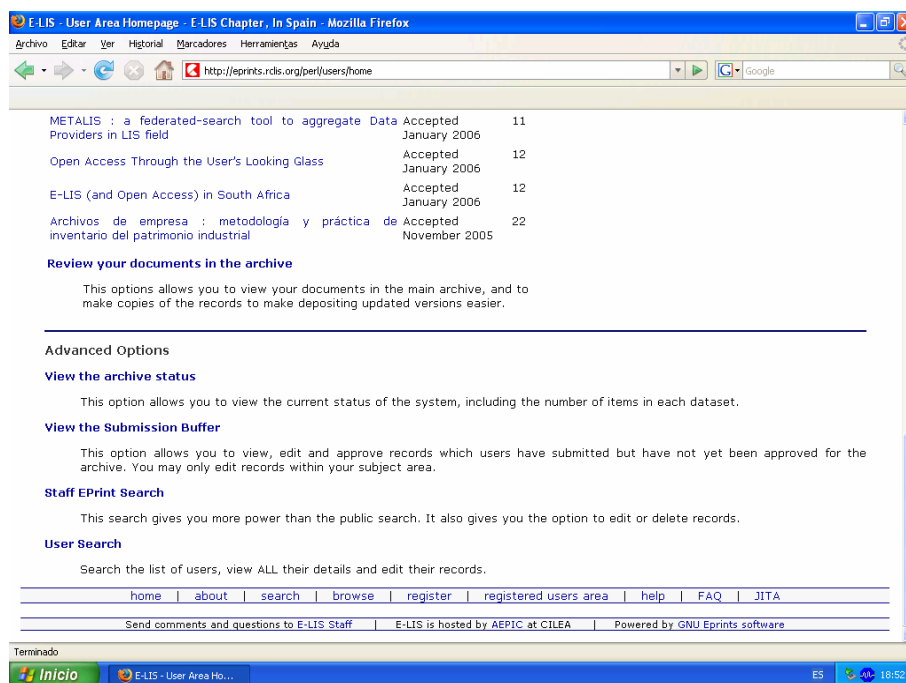 E-LIS - User Area Homepage - E-LIS Chapter, In Spain - Mozilla Firefox
Archivo Editar Ver Historial Marcadores Herramientas Ayuda
http://eprints.rclis.org/perl/users/home
Google
METALIS : a federated-search tool to aggregate Data Accepted 11
Providers in LIS field January 2006
Open Access Through the User's Looking Glass Accepted 12
January 2006
E-LIS (and Open Access) in South Africa Accepted 12
January 2006
Archivos de empresa : metodología y práctica de Accepted 22
inventario del patrimonio industrial November 2005
Review your documents in the archive
This options allows you to view your documents in the main archive, and to
make copies of the records to make depositing updated versions easier.
Advanced Options
View the archive status
This option allows you to view the current status of the system, including the number of items in each dataset.
View the Submission Buffer
This option allows you to view, edit and approve records which users have submitted but have not yet been approved for the
archive. You may only edit records within your subject area.
Staff EPrint Search
This search gives you more power than the public search. It also gives you the option to edit or delete records.
User Search
Search the list of users, view ALL their details and edit their records.
home | about | search | browse | register | registered users area | help | FAQ | JITA
Send comments and questions to E-LIS Staff | E-LIS is hosted by AEPIC at CILEA | Powered by GNU Eprints software
Terminado
Inicio E-LIS - User Area Ho... ES 18:52